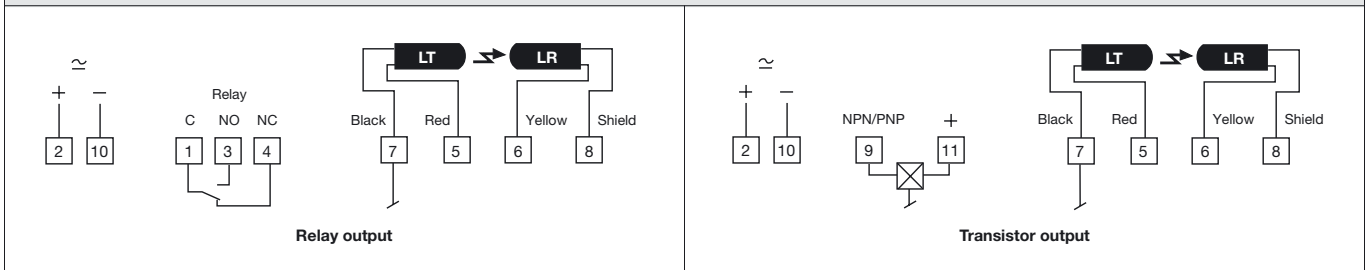 LT LR
≃
+ −
Relay
C NO NC
Black Red Yellow Shield
2 10 1 3 4 7 5 6 8
Relay output
LT LR
≃
+ −
NPN/PNP +
Black Red Yellow Shield
2 10 9 11 7 5 6 8
Transistor output